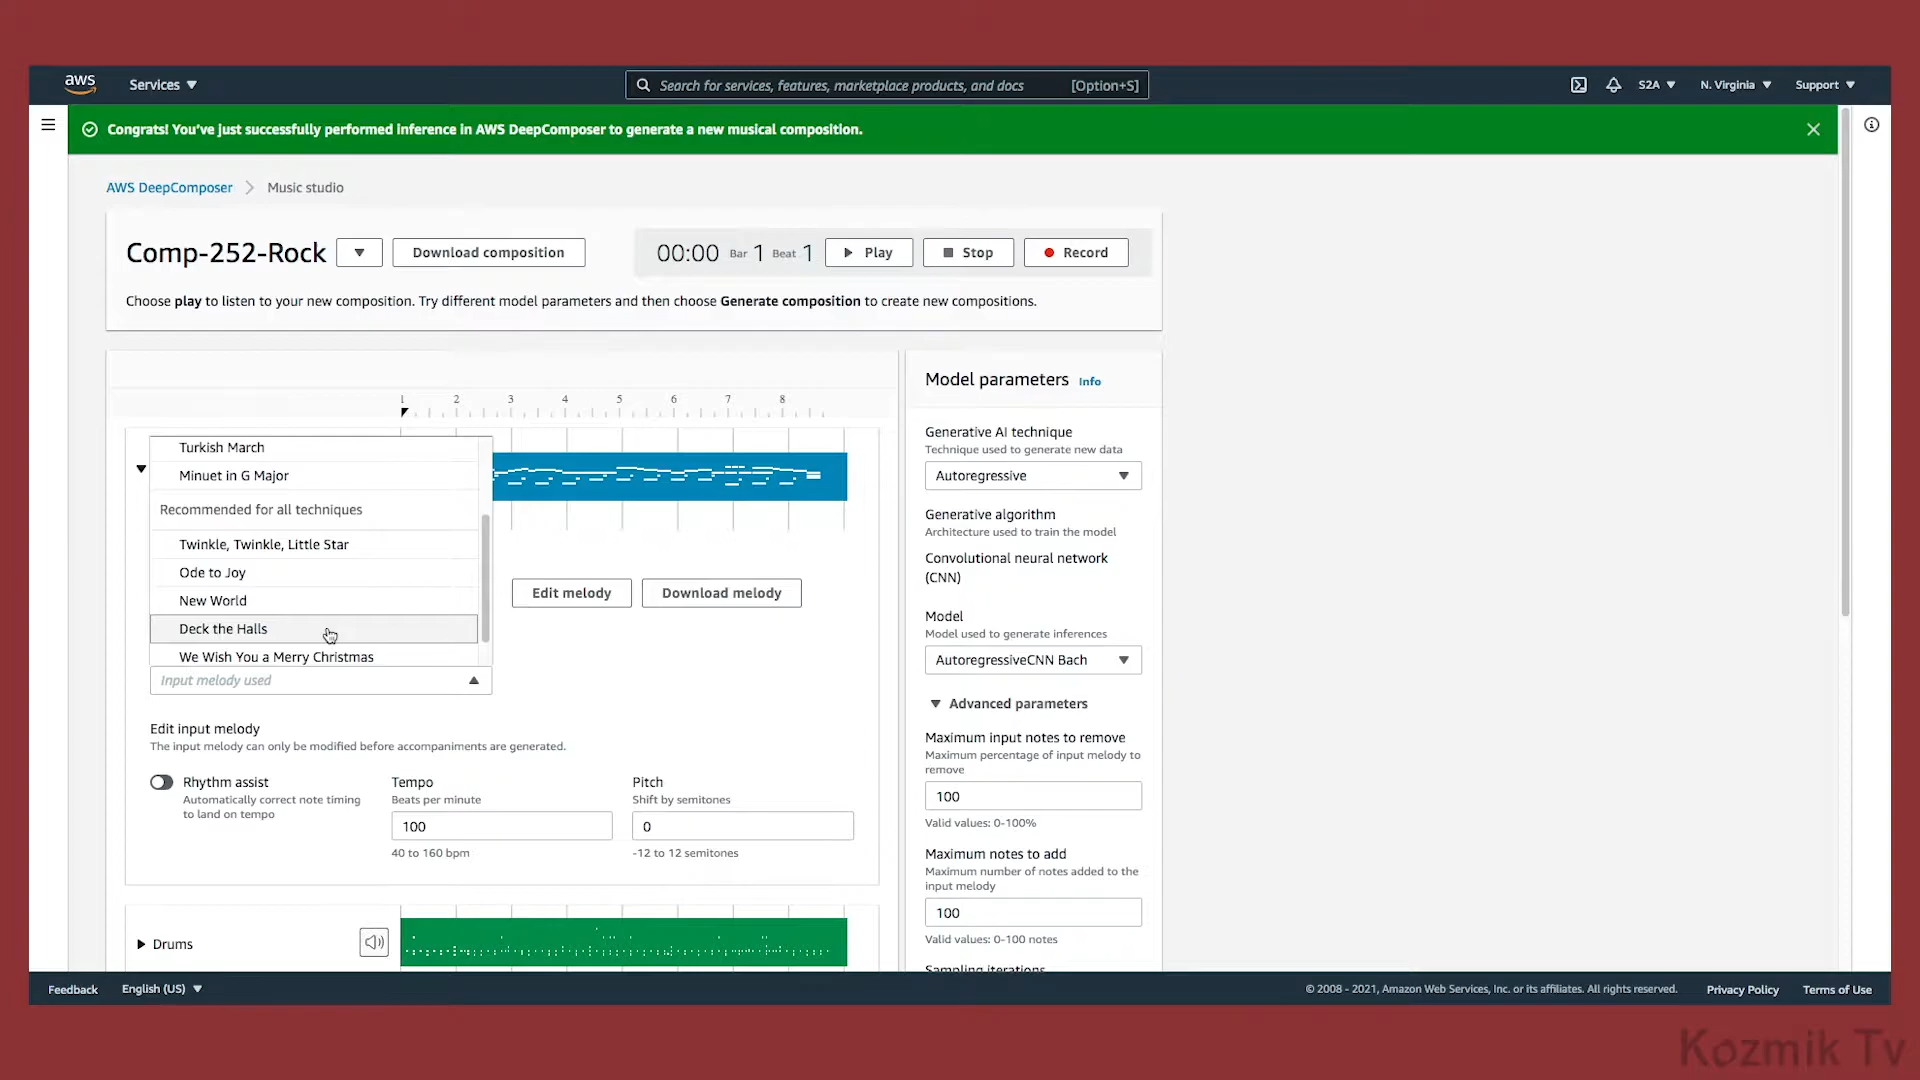 aws
Services
Search for services, features, marketplace products, and docs
[Option+S]
S2A
N. Virginia
Support
Congrats! You've just successfully performed inference in AWS DeepComposer to generate a new musical composition.
AWS DeepComposer
Music studio
Comp-252-Rock
Download composition
00:00 Bar 1 Beat 1
Play
Stop
Record
Choose play to listen to your new composition. Try different model parameters and then choose Generate composition to create new compositions.
1 2 3 4 5 6 7 8
Turkish March
Minuet in G Major
Recommended for all techniques
Twinkle, Twinkle, Little Star
Ode to Joy
New World
Deck the Halls
We Wish You a Merry Christmas
Input melody used
Edit melody
Download melody
Edit input melody
The input melody can only be modified before accompaniments are generated.
Rhythm assist
Automatically correct note timing
to land on tempo
Tempo
Beats per minute
100
40 to 160 bpm
Pitch
Shift by semitones
0
-12 to 12 semitones
Drums
Model parameters Info
Generative AI technique
Technique used to generate new data
Autoregressive
Generative algorithm
Architecture used to train the model
Convolutional neural network
(CNN)
Model
Model used to generate inferences
AutoregressiveCNN Bach
Advanced parameters
Maximum input notes to remove
Maximum percentage of input melody to
remove
100
Valid values: 0-100%
Maximum notes to add
Maximum number of notes added to the
input melody
100
Valid values: 0-100 notes
Sampling iterations
Feedback
English (US)
© 2008 - 2021, Amazon Web Services, Inc. or its affiliates. All rights reserved.
Privacy Policy
Terms of Use
Kozmik Tv